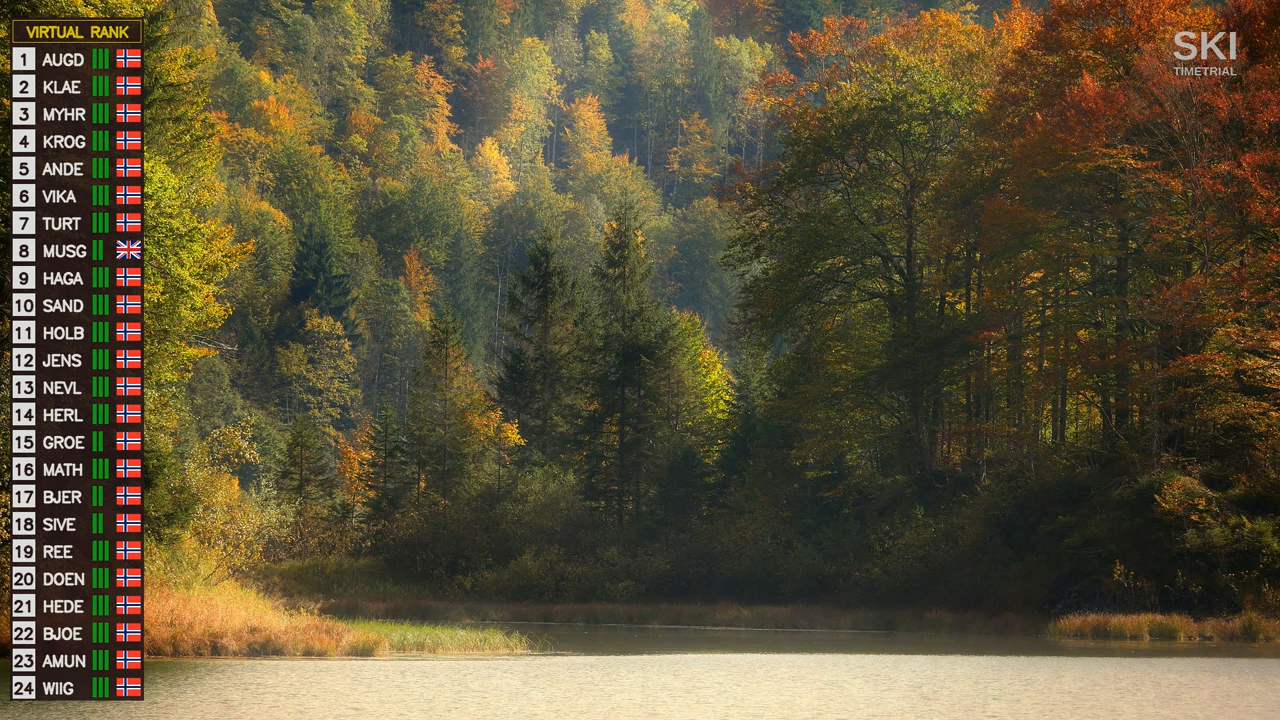 VIRTUAL RANK
SKI
TIMETRIAL
1 AUGD
2 KLAE
3 MYHR
4 KROG
5 ANDE
6 VIKA
7 TURT
8 MUSG
9 HAGA
10 SAND
11 HOLB
12 JENS
13 NEVL
14 HERL
15 GROE
16 MATH
17 BJER
18 SIVE
19 REE
20 DOEN
21 HEDE
22 BJOE
23 AMUN
24 WIIG